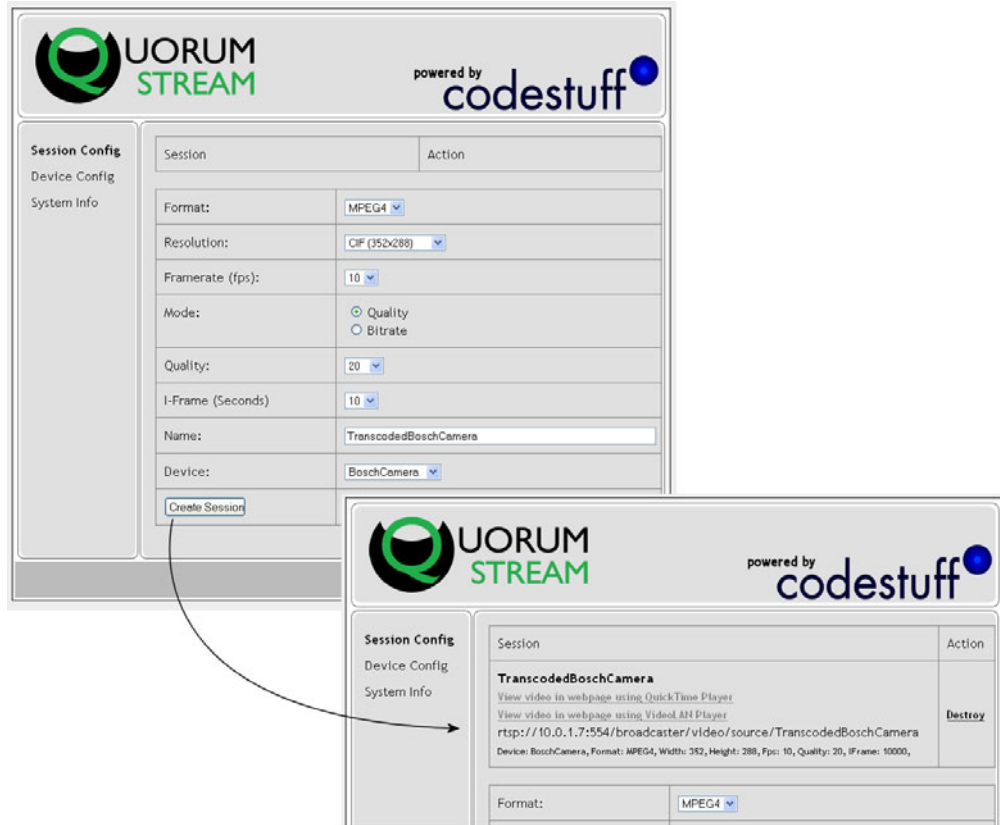 QUORUM
STREAM
powered by
codestuff
Session Config
Device Config
System Info
Session Action
Format: MPEG4
Resolution: CIF (352x288)
Framerate (fps): 10
Mode: Quality
Bitrate
Quality: 20
I-Frame (Seconds) 10
Name: TranscodedBoschCamera
Device: BoschCamera
Create Session
QUORUM
STREAM
powered by
codestuff
Session Config
Device Config
System Info
Session Action
TranscodedBoschCamera
View video in webpage using QuickTime Player
View video in webpage using VideoLAN Player
Destroy
rtsp://10.0.1.7:554/broadcaster/video/source/TranscodedBoschCamera
Device: BoschCamera, Format: MPEG4, Width: 352, Height: 288, Fps: 10, Quality: 20, IFrame: 10000,
Format: MPEG4